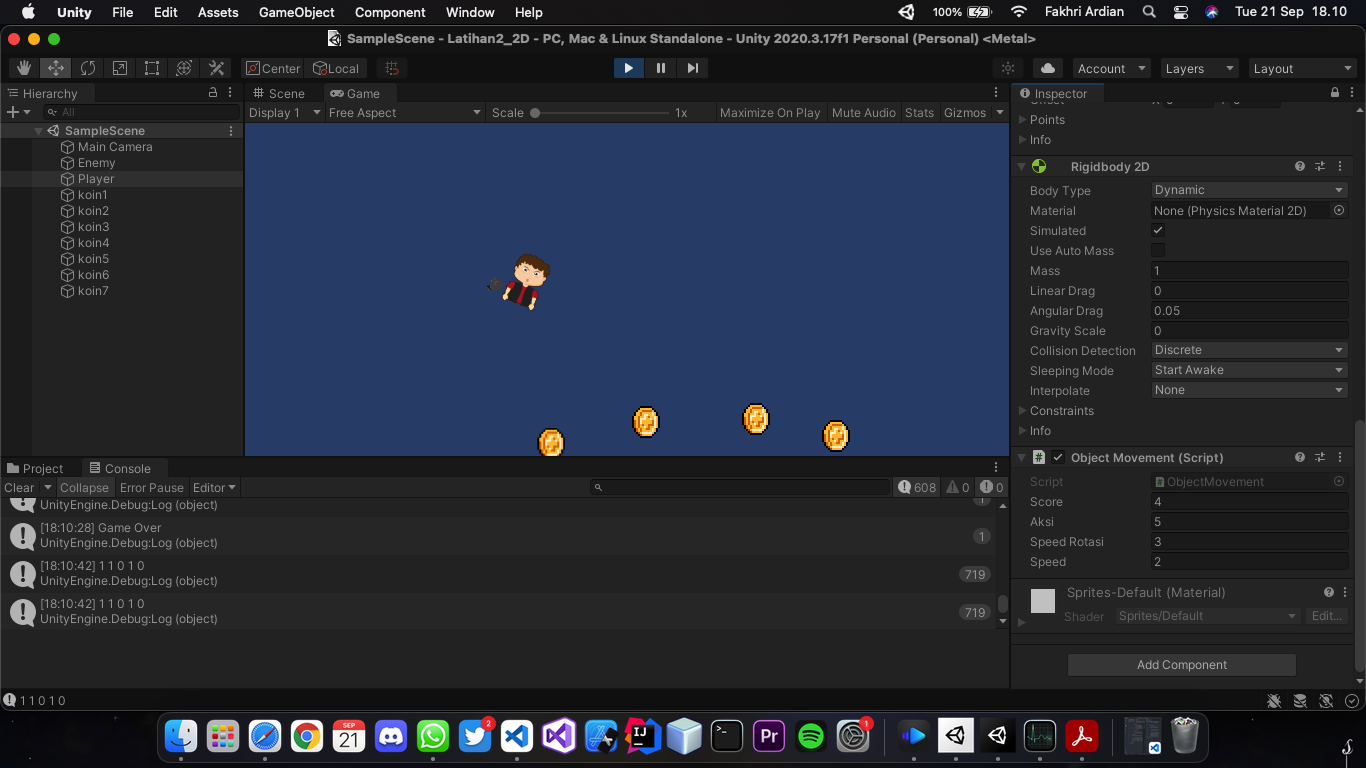 Unity File Edit Assets GameObject Component Window Help 100% Fakhri Ardian Tue 21 Sep 18.10
SampleScene - Latihan2_2D - PC, Mac & Linux Standalone - Unity 2020.3.17f1 Personal (Personal) <Metal>
Center Local Account Layers Layout
Hierarchy
All
SampleScene
Main Camera
Enemy
Player
koin1
koin2
koin3
koin4
koin5
koin6
koin7
Scene Game
Display 1 Free Aspect Scale 1x Maximize On Play Mute Audio Stats Gizmos
Inspector
Points
Info
Rigidbody 2D
Body Type Dynamic
Material None (Physics Material 2D)
Simulated
Use Auto Mass
Mass 1
Linear Drag 0
Angular Drag 0.05
Gravity Scale 0
Collision Detection Discrete
Sleeping Mode Start Awake
Interpolate None
Constraints
Info
Object Movement (Script)
Script ObjectMovement
Score 4
Aksi 5
Speed Rotasi 3
Speed 2
Sprites-Default (Material)
Shader Sprites/Default Edit...
Add Component
Project Console
Clear Collapse Error Pause Editor 608 0 0
UnityEngine.Debug:Log (object) 1
[18:10:28] Game Over
UnityEngine.Debug:Log (object) 1
[18:10:42] 1 1 0 1 0
UnityEngine.Debug:Log (object) 719
[18:10:42] 1 1 0 1 0
UnityEngine.Debug:Log (object) 719
1 1 0 1 0
SEP
21
2
IJ
Pr
1